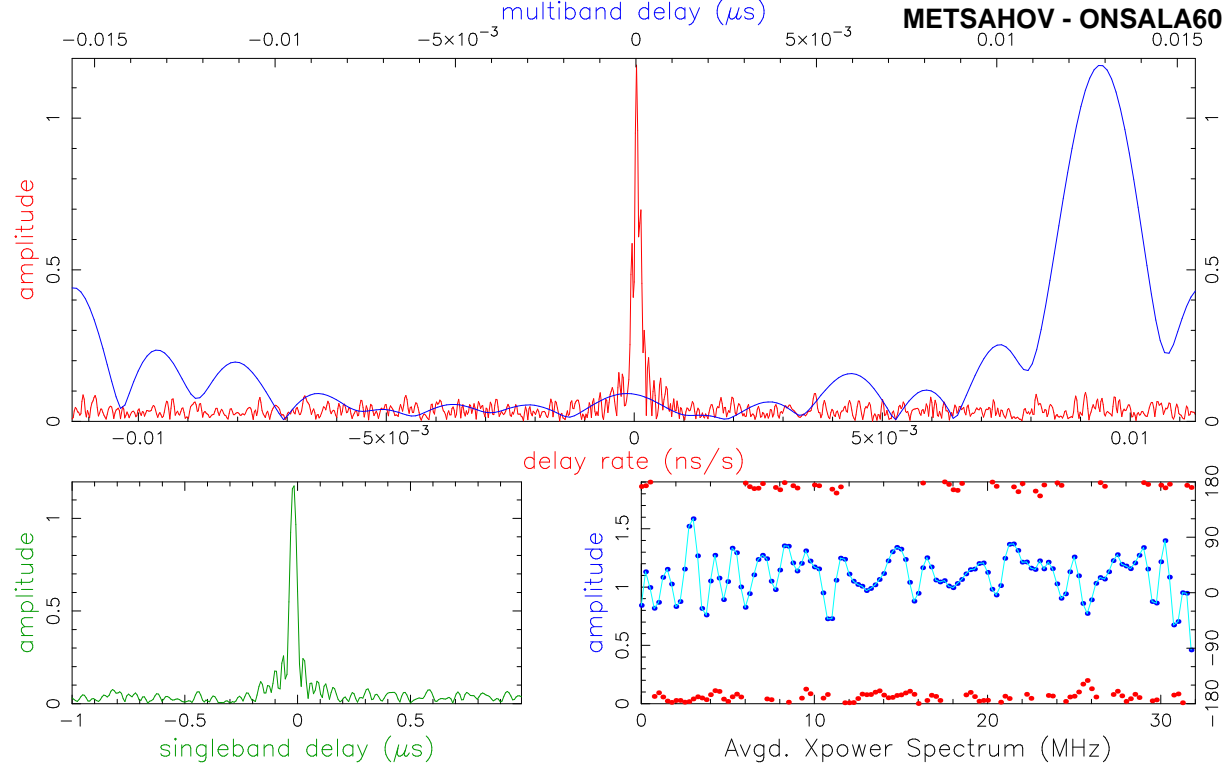 multiband delay (μs)
METSAHOV - ONSALA60
−0.015 −0.01 −5×10⁻³ 0 5×10⁻³ 0.01 0.015
amplitude
1 1
0.5 0.5
0 0
−0.01 −5×10⁻³ 0 5×10⁻³ 0.01
delay rate (ns/s)
amplitude
1
0.5
0
−1 −0.5 0 0.5
singleband delay (μs)
amplitude
1.5
1
0.5
0
180
90
0
−90
180
−180
0 10 20 30
Avgd. Xpower Spectrum (MHz)